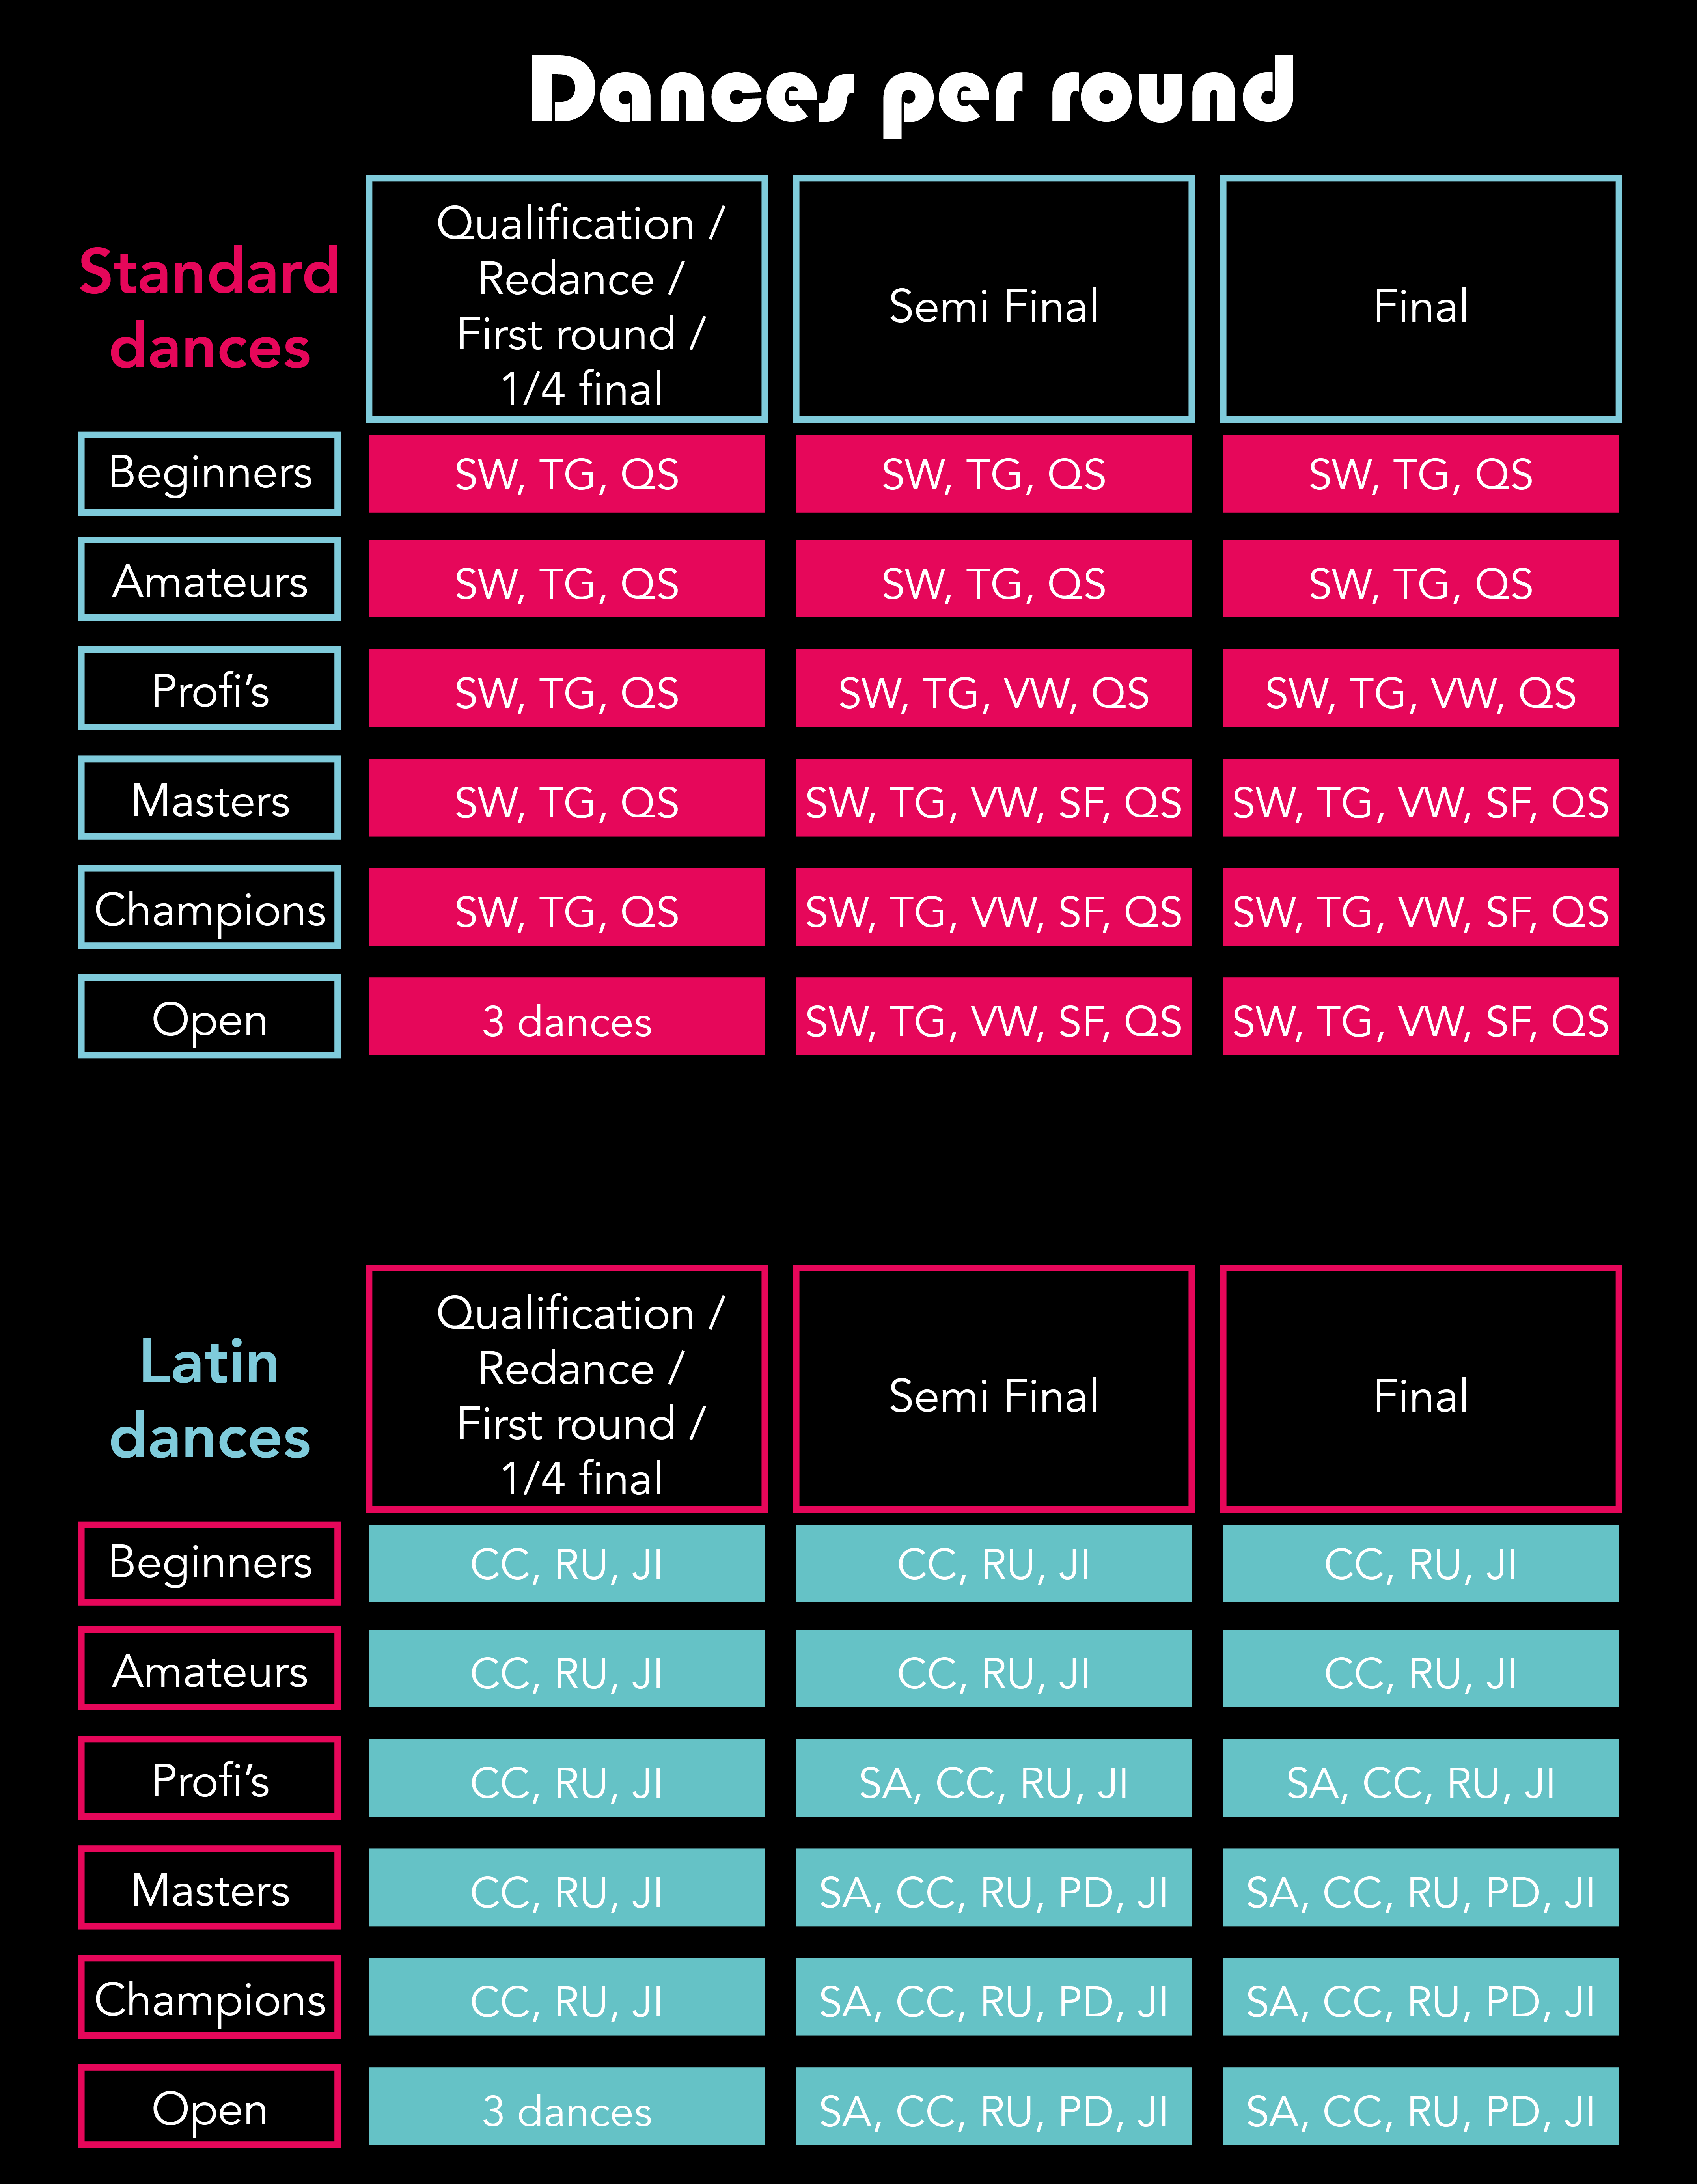 Dances per round
Standard
dances
Qualification /
Redance /
First round /
1/4 final
Semi Final
Final
Beginners
SW, TG, QS
SW, TG, QS
SW, TG, QS
Amateurs
SW, TG, QS
SW, TG, QS
SW, TG, QS
Profi’s
SW, TG, QS
SW, TG, VW, QS
SW, TG, VW, QS
Masters
SW, TG, QS
SW, TG, VW, SF, QS
SW, TG, VW, SF, QS
Champions
SW, TG, QS
SW, TG, VW, SF, QS
SW, TG, VW, SF, QS
Open
3 dances
SW, TG, VW, SF, QS
SW, TG, VW, SF, QS
Latin
dances
Qualification /
Redance /
First round /
1/4 final
Semi Final
Final
Beginners
CC, RU, JI
CC, RU, JI
CC, RU, JI
Amateurs
CC, RU, JI
CC, RU, JI
CC, RU, JI
Profi’s
CC, RU, JI
SA, CC, RU, JI
SA, CC, RU, JI
Masters
CC, RU, JI
SA, CC, RU, PD, JI
SA, CC, RU, PD, JI
Champions
CC, RU, JI
SA, CC, RU, PD, JI
SA, CC, RU, PD, JI
Open
3 dances
SA, CC, RU, PD, JI
SA, CC, RU, PD, JI